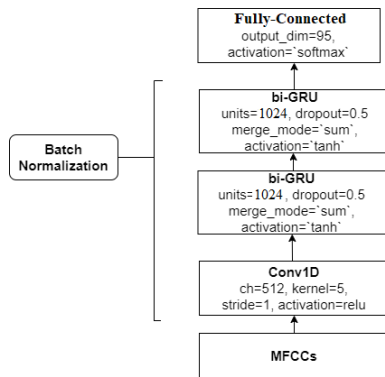 Fully-Connected
output_dim=95,
activation=`softmax`
bi-GRU
units=1024, dropout=0.5
merge_mode=`sum`,
activation=`tanh`
Batch
Normalization
bi-GRU
units=1024, dropout=0.5
merge_mode=`sum`,
activation=`tanh`
Conv1D
ch=512, kernel=5,
stride=1, activation=relu
MFCCs